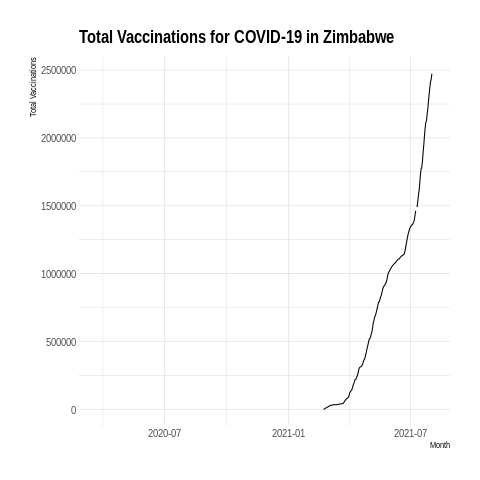 Total Vaccinations for COVID-19 in Zimbabwe
Total Vaccinations
2500000
2000000
1500000
1000000
500000
0
2020-07 2021-01 2021-07
Month